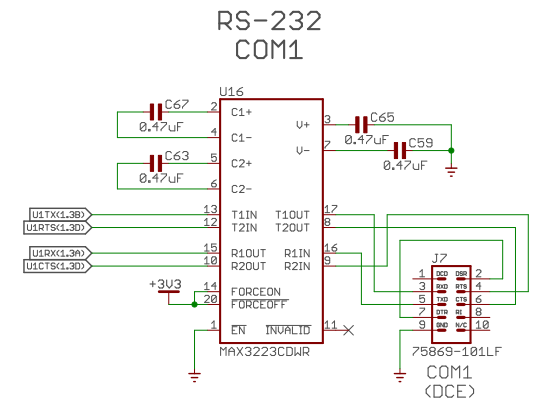 RS-232
COM1
U16
C67
0.47uF
C63
0.47uF
C65
0.47uF
C59
0.47uF
2 C1+
4 C1-
5 C2+
6 C2-
V+ 3
V- 7
U1TX(1.3B) 13 T1IN T1OUT 17
U1RTS(1.3D) 12 T2IN T2OUT 8
U1RX(1.3A) 15 R1OUT R1IN 16
U1CTS(1.3D) 10 R2OUT R2IN 9
+3V3
14 FORCEON
20 FORCEOFF
1 EN INVALID 11
MAX3223CDWR
J7
1 DCD DSR 2
3 RXD RTS 4
5 TXD CTS 6
7 DTR RI 8
9 GND N/C 10
75869-101LF
COM1
(DCE)